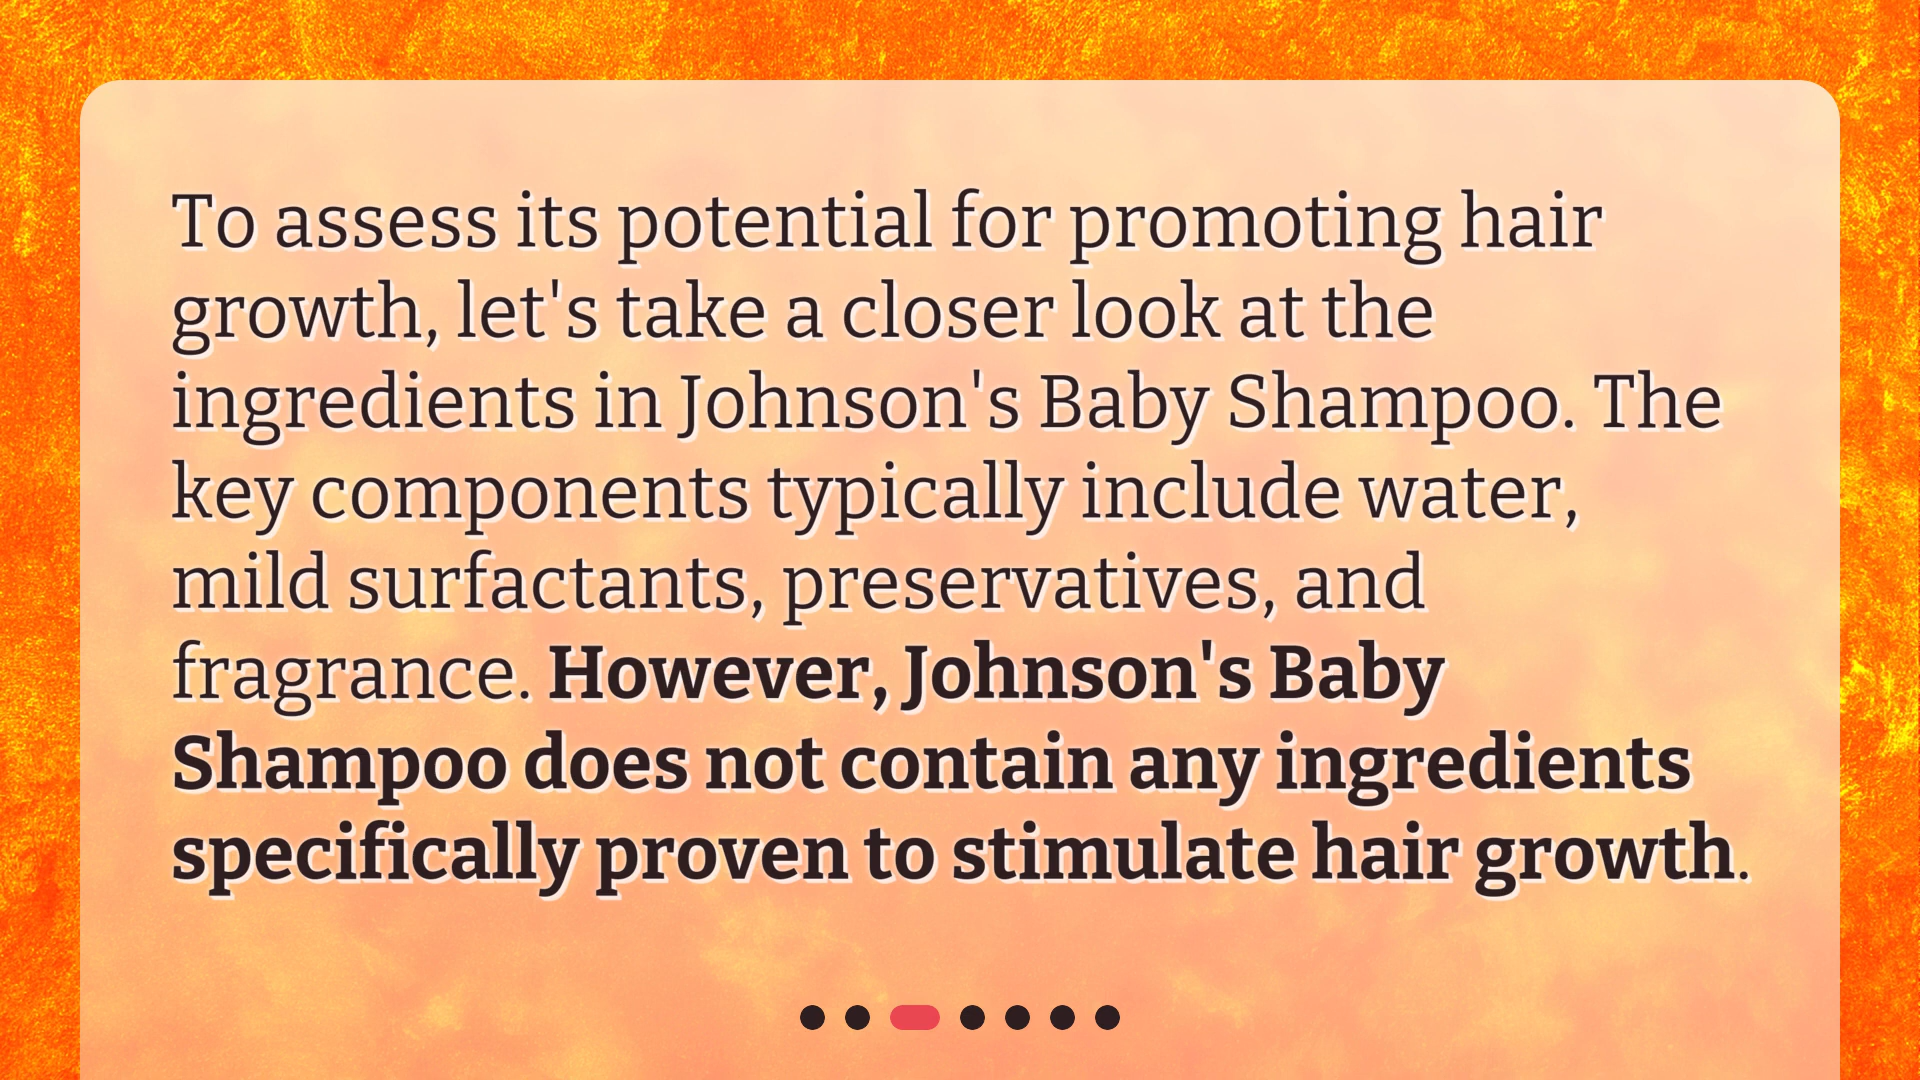 To assess its potential for promoting hair
growth, let's take a closer look at the
ingredients in Johnson's Baby Shampoo. The
key components typically include water,
mild surfactants, preservatives, and
fragrance. However, Johnson's Baby
Shampoo does not contain any ingredients
specifically proven to stimulate hair growth.